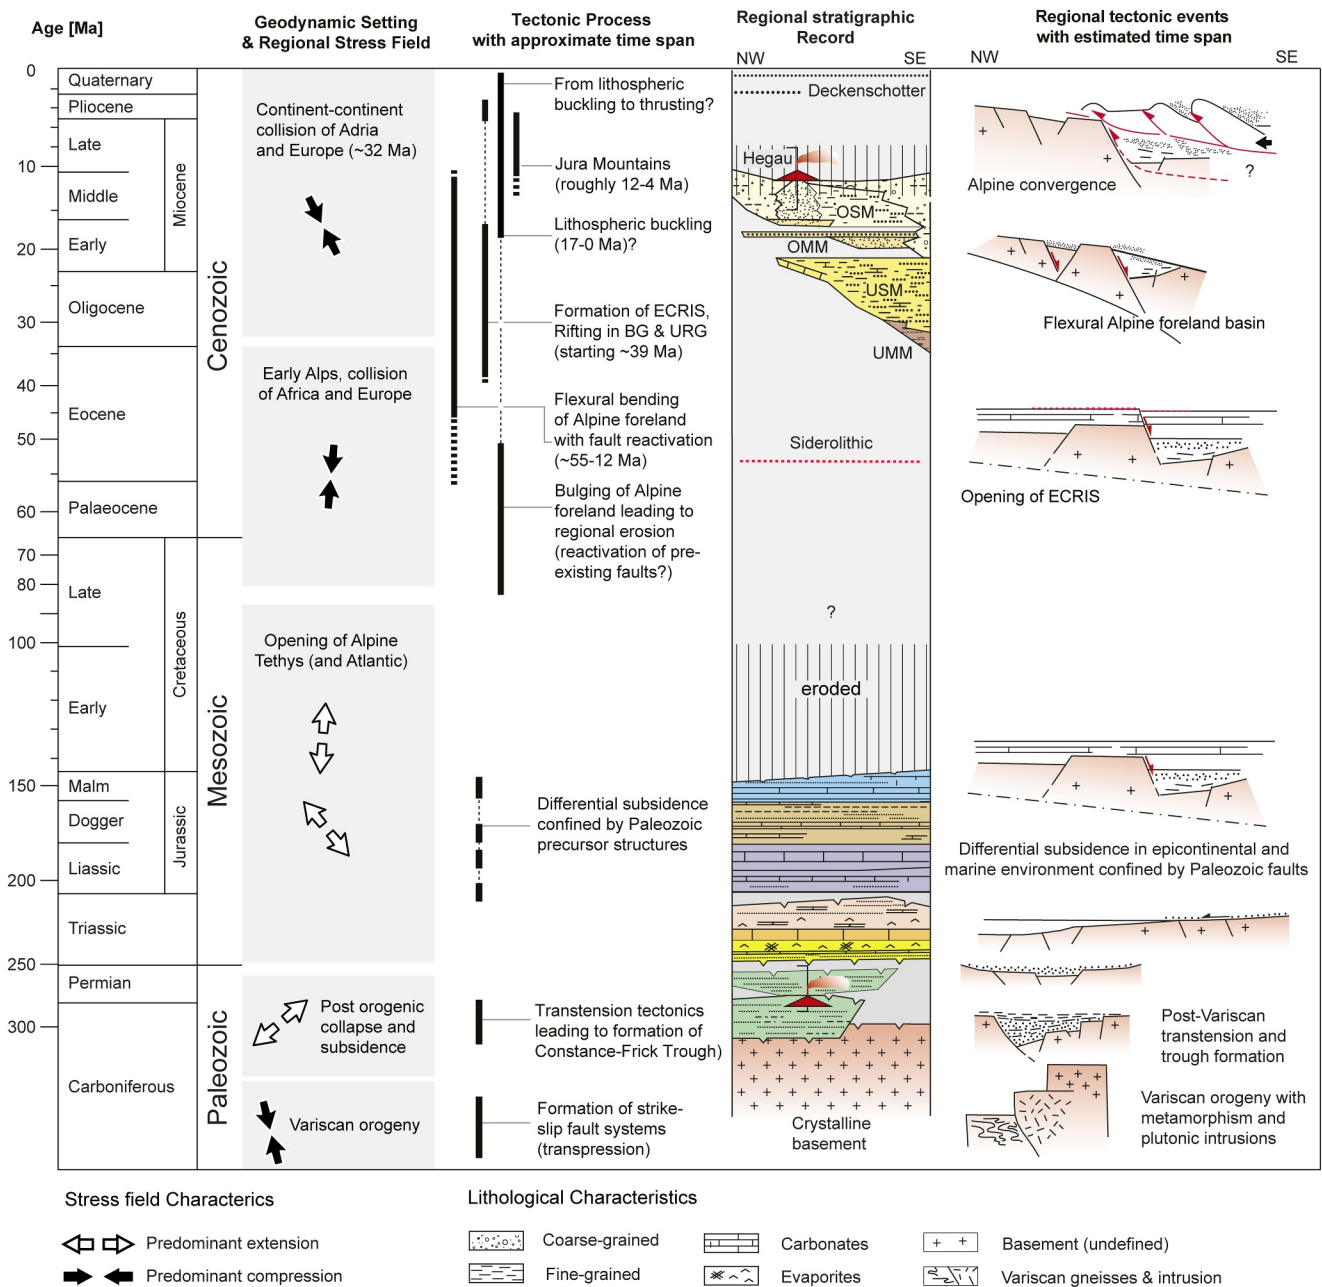 Age [Ma]
Geodynamic Setting
& Regional Stress Field
Tectonic Process
with approximate time span
Regional stratigraphic
Record
NW
SE
Regional tectonic events
with estimated time span
NW
SE
0
10
20
30
40
50
60
70
80
100
150
200
250
300
Quaternary
Pliocene
Late
Middle
Early
Miocene
Oligocene
Eocene
Palaeocene
Cenozoic
Late
Early
Cretaceous
Malm
Dogger
Liassic
Jurassic
Triassic
Mesozoic
Permian
Carboniferous
Paleozoic
Continent-continent
collision of Adria
and Europe (~32 Ma)
Early Alps, collision
of Africa and Europe
Opening of Alpine
Tethys (and Atlantic)
Post orogenic
collapse and
subsidence
Variscan orogeny
From lithospheric
buckling to thrusting?
Jura Mountains
(roughly 12-4 Ma)
Lithospheric buckling
(17-0 Ma)?
Formation of ECRIS,
Rifting in BG & URG
(starting ~39 Ma)
Flexural bending
of Alpine foreland
with fault reactivation
(~55-12 Ma)
Bulging of Alpine
foreland leading to
regional erosion
(reactivation of pre-
existing faults?)
Differential subsidence
confined by Paleozoic
precursor structures
Transtension tectonics
leading to formation of
Constance-Frick Trough)
Formation of strike-
slip fault systems
(transpression)
Deckenschotter
Hegau
OSM
OMM
USM
UMM
Siderolithic
?
eroded
Crystalline
basement
Alpine convergence
?
Flexural Alpine foreland basin
Opening of ECRIS
Differential subsidence in epicontinental and
marine environment confined by Paleozoic faults
Post-Variscan
transtension and
trough formation
Variscan orogeny with
metamorphism and
plutonic intrusions
Stress field Characterics
Predominant extension
Predominant compression
Lithological Characteristics
Coarse-grained
Fine-grained
Carbonates
Evaporites
Basement (undefined)
Variscan gneisses & intrusion